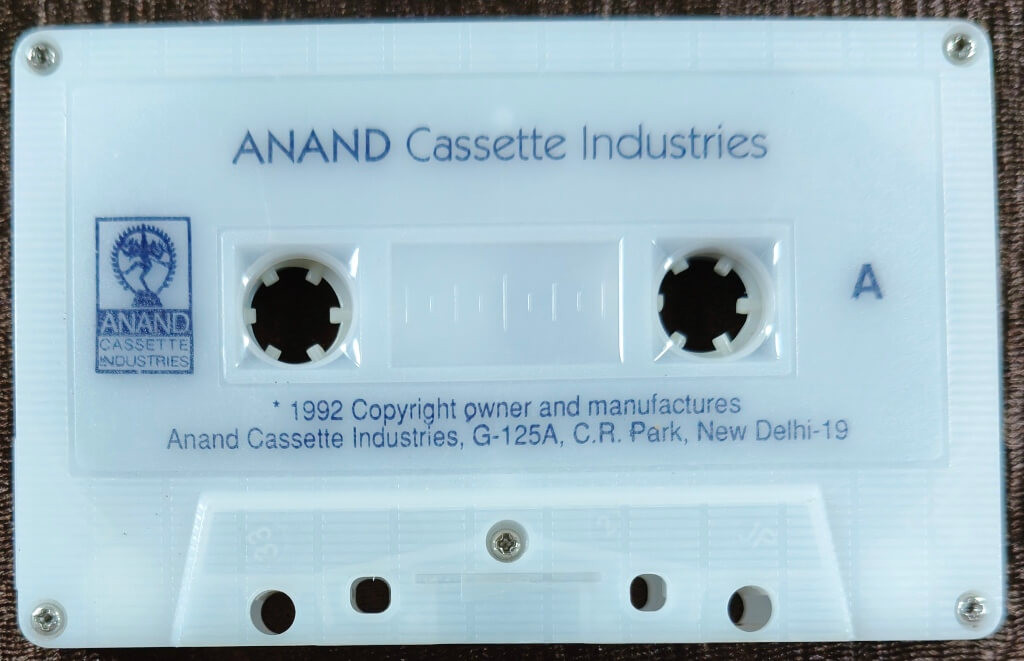 ANAND Cassette Industries
ANAND
CASSETTE
INDUSTRIES
A
* 1992 Copyright owner and manufactures
Anand Cassette Industries, G-125A, C.R. Park, New Delhi-19